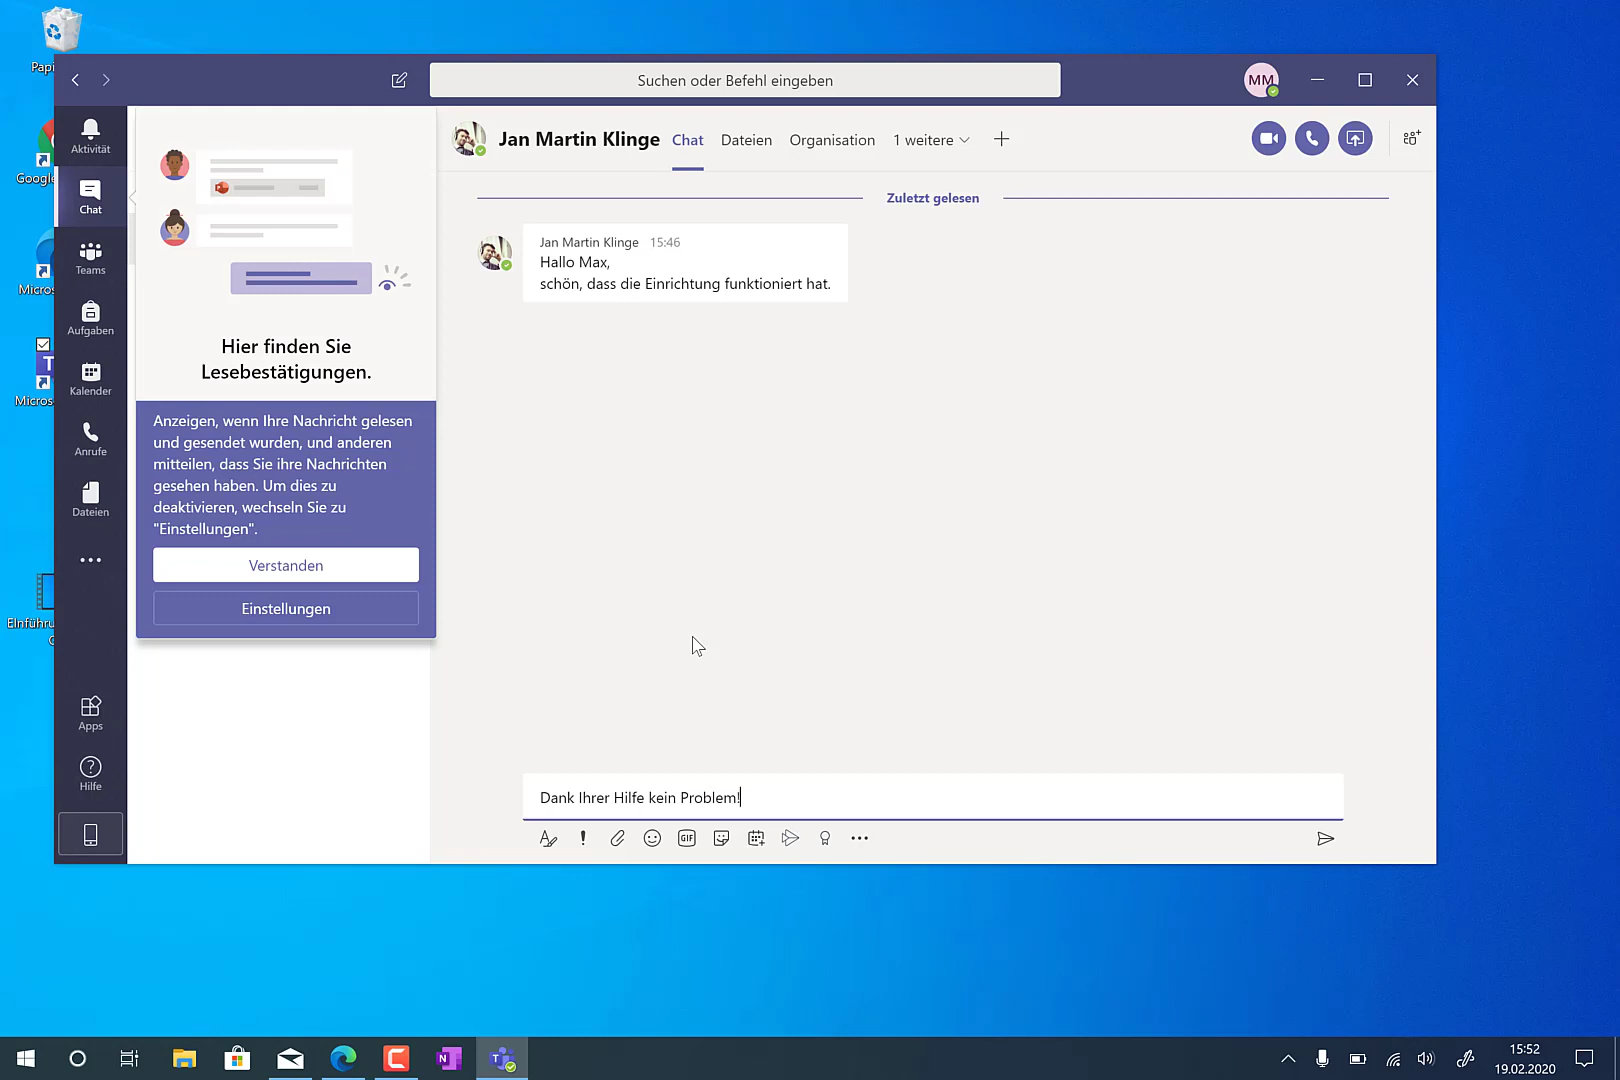 Papi
Google
Micros
Micros
EInführu
Suchen oder Befehl eingeben
MM
Aktivität
Chat
Teams
Aufgaben
Kalender
Anrufe
Dateien
Apps
Hilfe
Hier finden Sie
Lesebestätigungen.
Anzeigen, wenn Ihre Nachricht gelesen
und gesendet wurden, und anderen
mitteilen, dass Sie ihre Nachrichten
gesehen haben. Um dies zu
deaktivieren, wechseln Sie zu
"Einstellungen".
Verstanden
Einstellungen
Jan Martin Klinge Chat Dateien Organisation 1 weitere
Zuletzt gelesen
Jan Martin Klinge 15:46
Hallo Max,
schön, dass die Einrichtung funktioniert hat.
Dank Ihrer Hilfe kein Problem!
GIF
15:52
19.02.2020